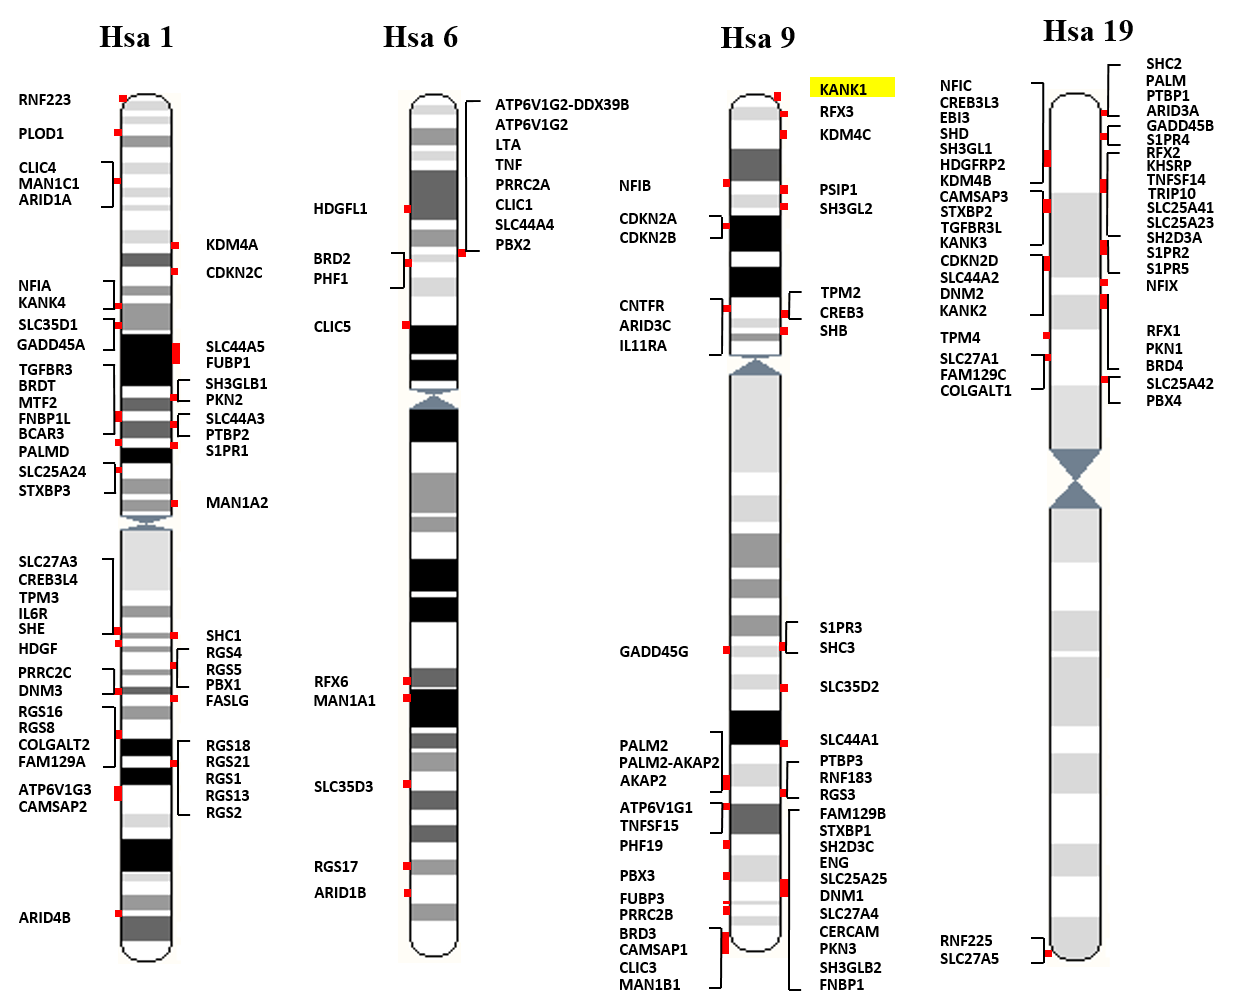 Hsa 1
RNF223
PLOD1
CLIC4
MAN1C1
ARID1A
NFIA
KANK4
SLC35D1
GADD45A
TGFBR3
BRDT
MTF2
FNBP1L
BCAR3
PALMD
SLC25A24
STXBP3
SLC27A3
CREB3L4
TPM3
IL6R
SHE
HDGF
PRRC2C
DNM3
RGS16
RGS8
COLGALT2
FAM129A
ATP6V1G3
CAMSAP2
ARID4B
KDM4A
CDKN2C
SLC44A5
FUBP1
SH3GLB1
PKN2
SLC44A3
PTBP2
S1PR1
MAN1A2
SHC1
RGS4
RGS5
PBX1
FASLG
RGS18
RGS21
RGS1
RGS13
RGS2
Hsa 6
HDGFL1
BRD2
PHF1
CLIC5
RFX6
MAN1A1
SLC35D3
RGS17
ARID1B
ATP6V1G2-DDX39B
ATP6V1G2
LTA
TNF
PRRC2A
CLIC1
SLC44A4
PBX2
Hsa 9
NFIB
CDKN2A
CDKN2B
CNTFR
ARID3C
IL11RA
GADD45G
PALM2
PALM2-AKAP2
AKAP2
ATP6V1G1
TNFSF15
PHF19
PBX3
FUBP3
PRRC2B
BRD3
CAMSAP1
CLIC3
MAN1B1
KANK1
RFX3
KDM4C
PSIP1
SH3GL2
TPM2
CREB3
SHB
S1PR3
SHC3
SLC35D2
SLC44A1
PTBP3
RNF183
RGS3
FAM129B
STXBP1
SH2D3C
ENG
SLC25A25
DNM1
SLC27A4
CERCAM
PKN3
SH3GLB2
FNBP1
Hsa 19
NFIC
CREB3L3
EBI3
SHD
SH3GL1
HDGFRP2
KDM4B
CAMSAP3
STXBP2
TGFBR3L
KANK3
CDKN2D
SLC44A2
DNM2
KANK2
TPM4
SLC27A1
FAM129C
COLGALT1
RNF225
SLC27A5
SHC2
PALM
PTBP1
ARID3A
GADD45B
S1PR4
RFX2
KHSRP
TNFSF14
TRIP10
SLC25A41
SLC25A23
SH2D3A
S1PR2
S1PR5
NFIX
RFX1
PKN1
BRD4
SLC25A42
PBX4